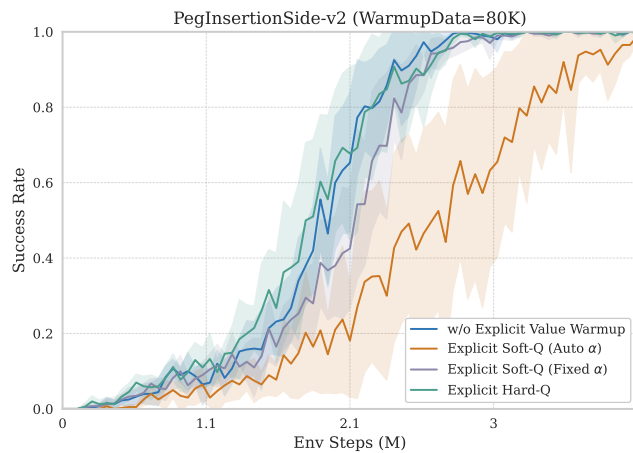 PegInsertionSide-v2 (WarmupData=80K)
Success Rate
1.0
0.8
0.6
0.4
0.2
0.0
w/o Explicit Value Warmup
Explicit Soft-Q (Auto α)
Explicit Soft-Q (Fixed α)
Explicit Hard-Q
0
1.1
2.1
3
Env Steps (M)